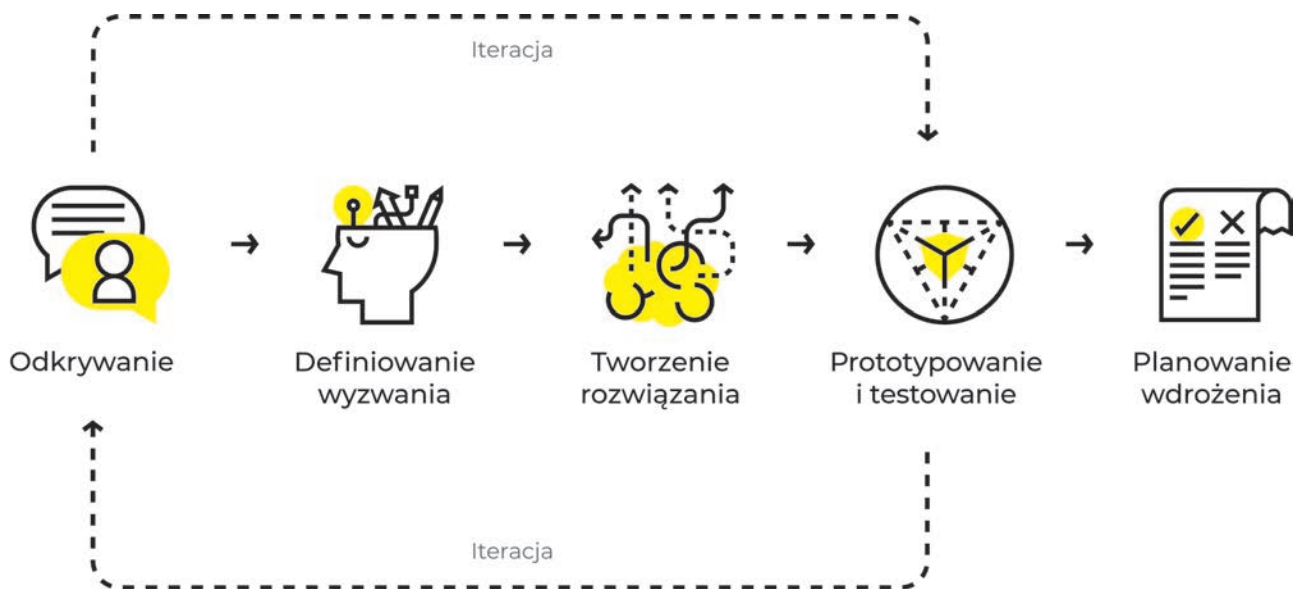 Iteracja
Odkrywanie
Definiowanie
wyzwania
Tworzenie
rozwiązania
Prototypowanie
i testowanie
Planowanie
wdrożenia
Iteracja